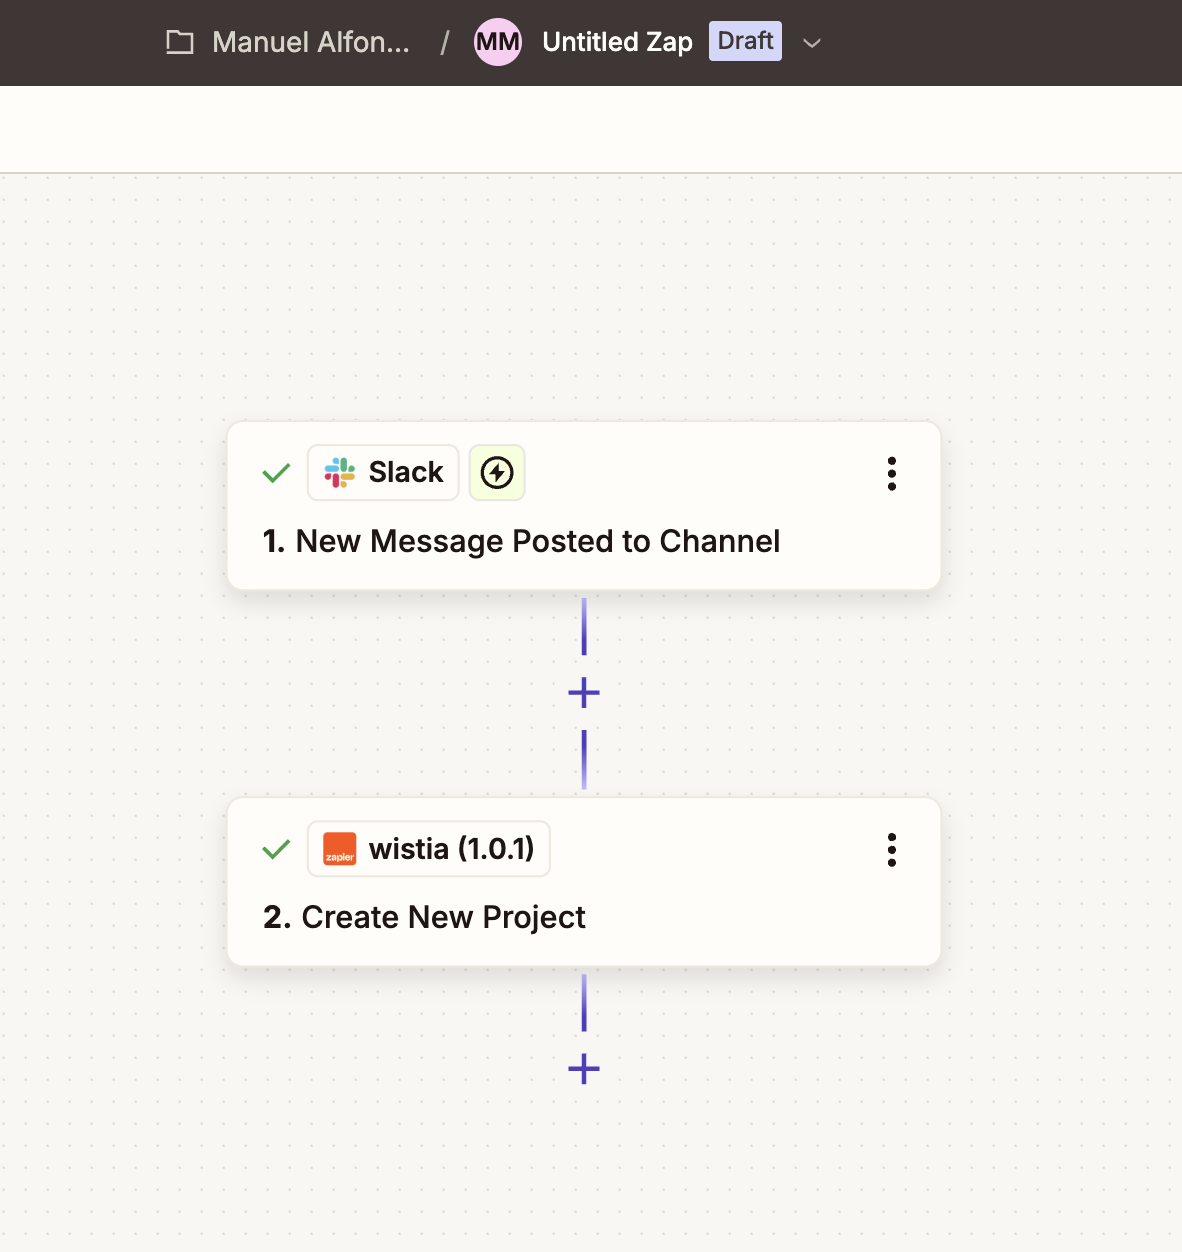 Manuel Alfon... / MM Untitled Zap Draft
Slack
1. New Message Posted to Channel
zapier wistia (1.0.1)
2. Create New Project